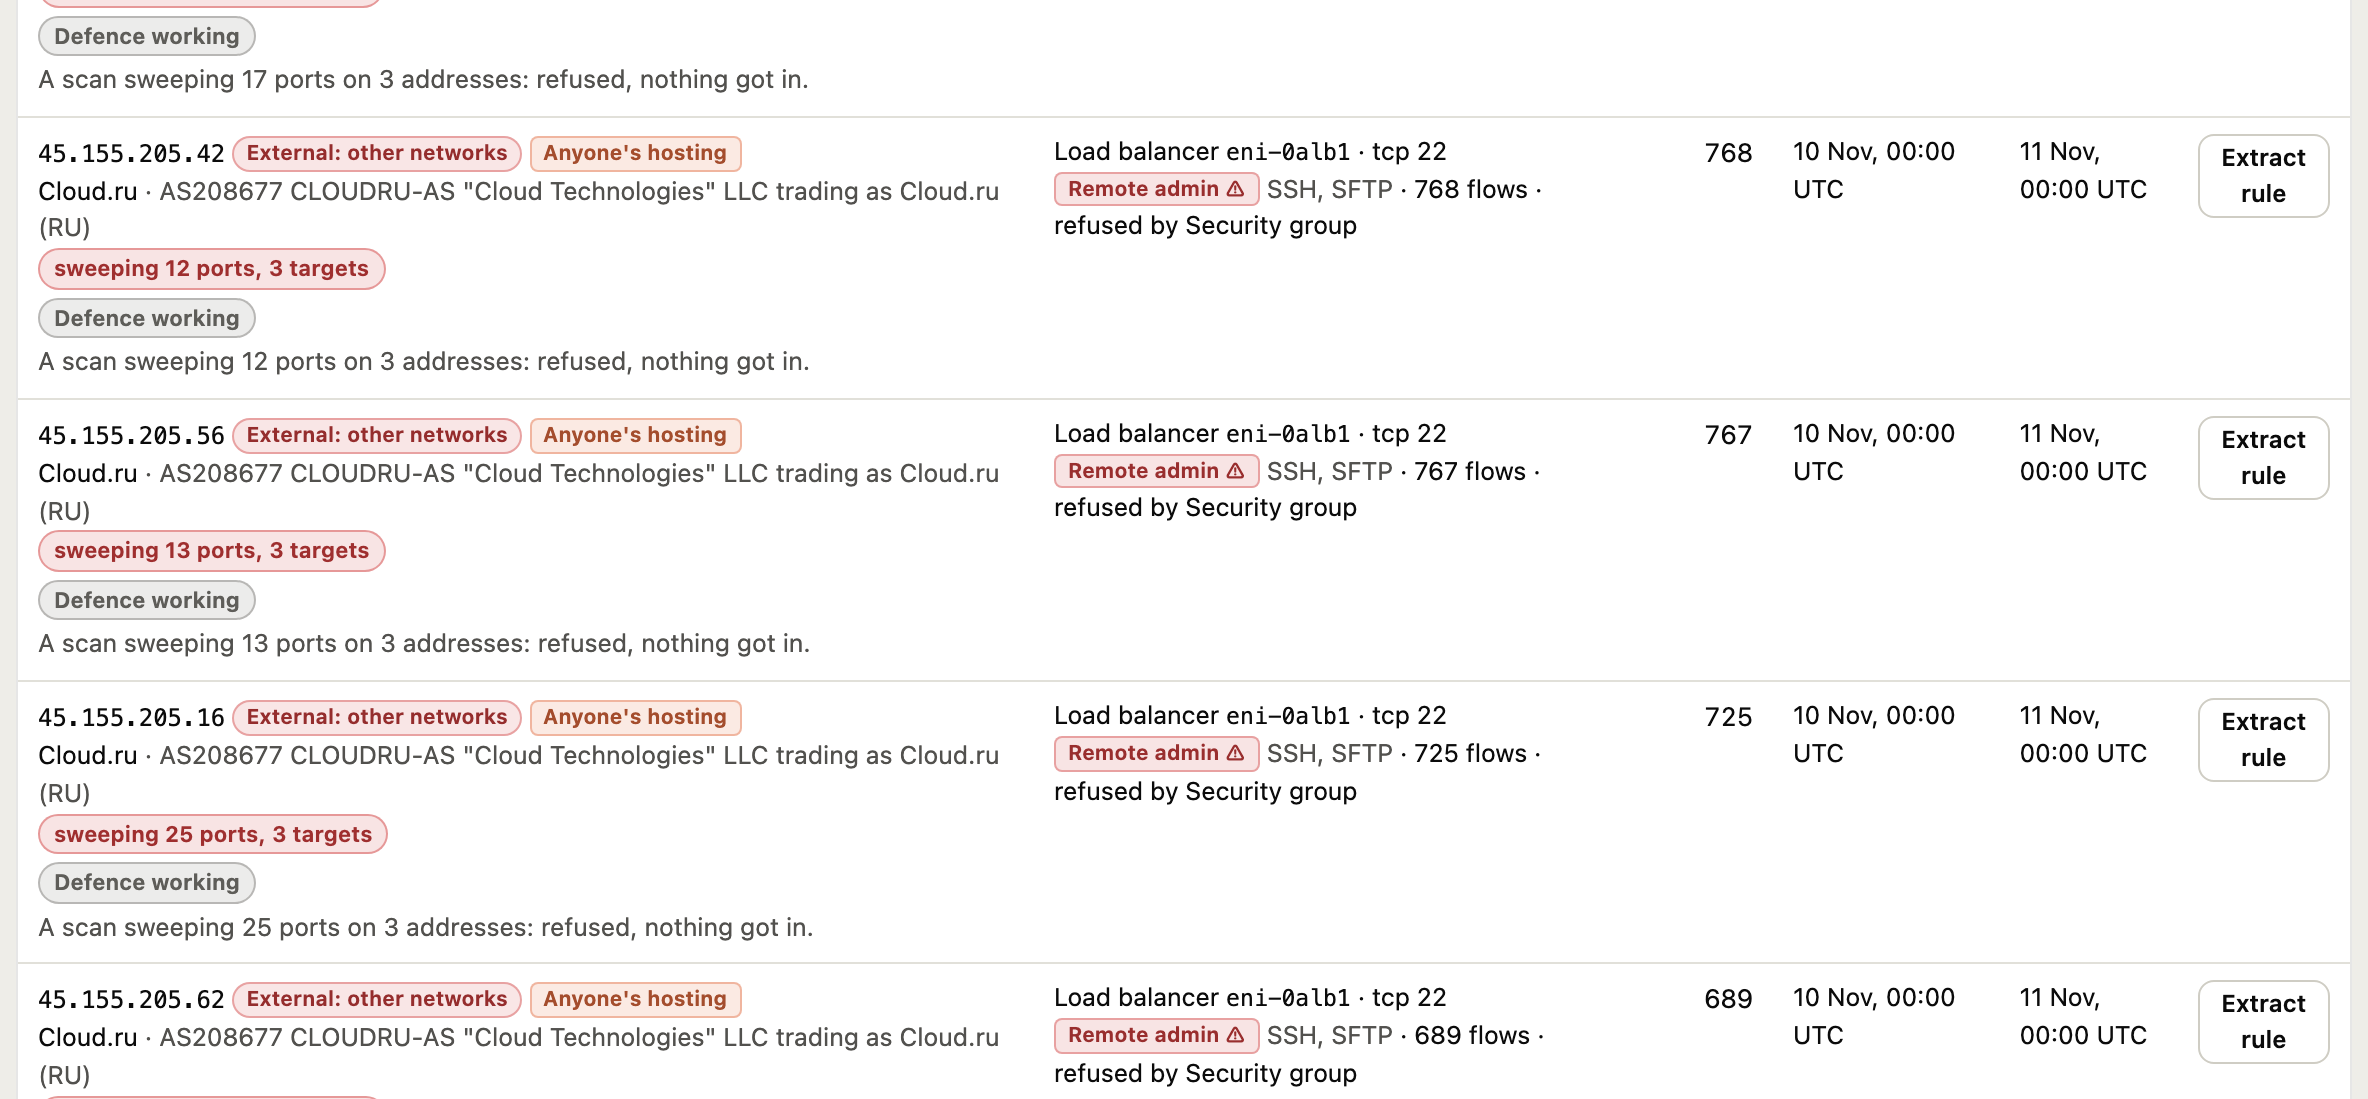 Defence working
A scan sweeping 17 ports on 3 addresses: refused, nothing got in.
45.155.205.42 External: other networks Anyone's hosting
Cloud.ru · AS208677 CLOUDRU-AS "Cloud Technologies" LLC trading as Cloud.ru
(RU)
sweeping 12 ports, 3 targets
Defence working
A scan sweeping 12 ports on 3 addresses: refused, nothing got in.
Load balancer eni-0alb1 · tcp 22
Remote admin ⚠ SSH, SFTP · 768 flows ·
refused by Security group
768
10 Nov, 00:00
UTC
11 Nov,
00:00 UTC
Extract
rule
45.155.205.56 External: other networks Anyone's hosting
Cloud.ru · AS208677 CLOUDRU-AS "Cloud Technologies" LLC trading as Cloud.ru
(RU)
sweeping 13 ports, 3 targets
Defence working
A scan sweeping 13 ports on 3 addresses: refused, nothing got in.
Load balancer eni-0alb1 · tcp 22
Remote admin ⚠ SSH, SFTP · 767 flows ·
refused by Security group
767
10 Nov, 00:00
UTC
11 Nov,
00:00 UTC
Extract
rule
45.155.205.16 External: other networks Anyone's hosting
Cloud.ru · AS208677 CLOUDRU-AS "Cloud Technologies" LLC trading as Cloud.ru
(RU)
sweeping 25 ports, 3 targets
Defence working
A scan sweeping 25 ports on 3 addresses: refused, nothing got in.
Load balancer eni-0alb1 · tcp 22
Remote admin ⚠ SSH, SFTP · 725 flows ·
refused by Security group
725
10 Nov, 00:00
UTC
11 Nov,
00:00 UTC
Extract
rule
45.155.205.62 External: other networks Anyone's hosting
Cloud.ru · AS208677 CLOUDRU-AS "Cloud Technologies" LLC trading as Cloud.ru
(RU)
Load balancer eni-0alb1 · tcp 22
Remote admin ⚠ SSH, SFTP · 689 flows ·
refused by Security group
689
10 Nov, 00:00
UTC
11 Nov,
00:00 UTC
Extract
rule